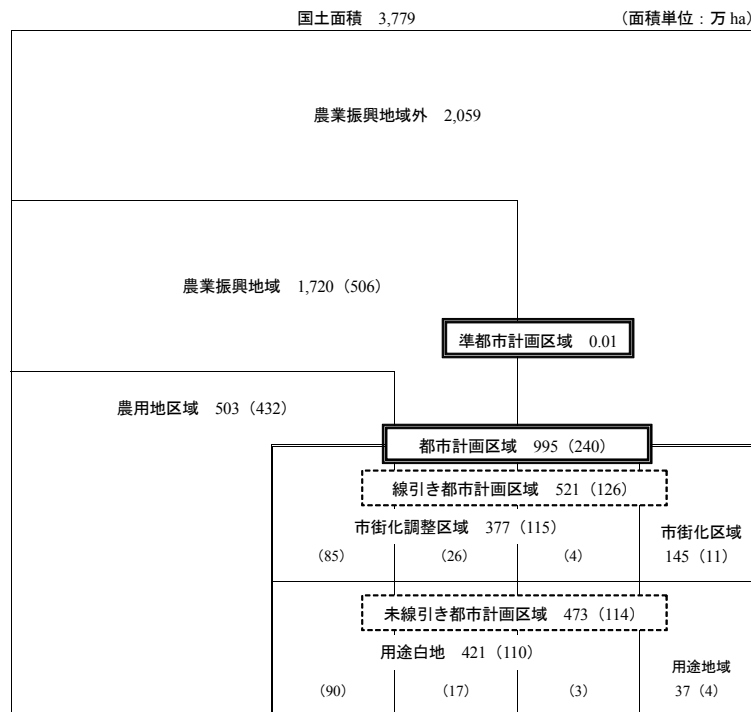 国土面積 3,779 （面積単位：万 ha）
農業振興地域外 2,059
農業振興地域 1,720（506）
準都市計画区域 0.01
農用地区域 503（432）
都市計画区域 995（240）
線引き都市計画区域 521（126）
市街化調整区域 377（115）
市街化区域
（85） （26） （4） 145（11）
未線引き都市計画区域 473（114）
用途白地 421（110）
用途地域
（90） （17） （3） 37（4）